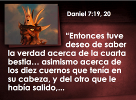 Daniel 7:19, 20
“Entonces tuve
deseo de saber
la verdad acerca de la cuarta
bestia… asimismo acerca de
los diez cuernos que tenía en
su cabeza, y del otro que le
había salido,...